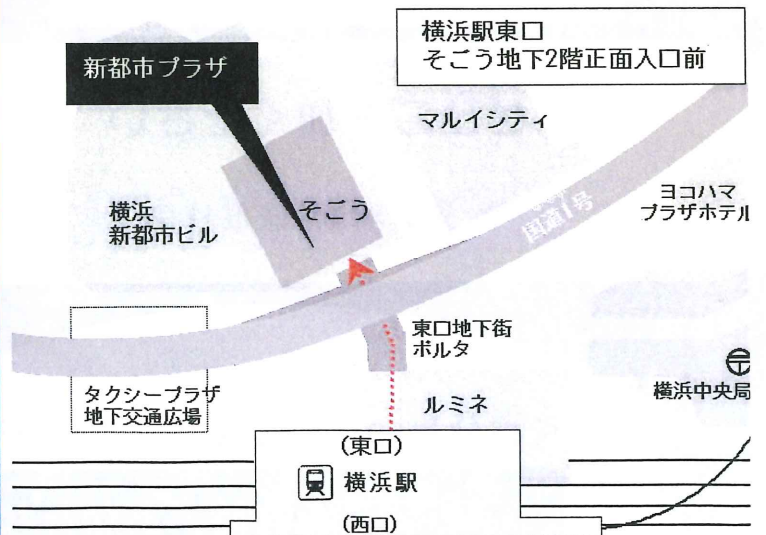 横浜駅東口
そごう地下2階正面入口前
新都市プラザ
マルイシティ
横浜
新都市ビル
そごう
国道1号
ヨコハマ
プラザホテル
東口地下街
ポルタ
タクシープラザ
地下交通広場
ルミネ
横浜中央局
(東口)
横浜駅
(西口)